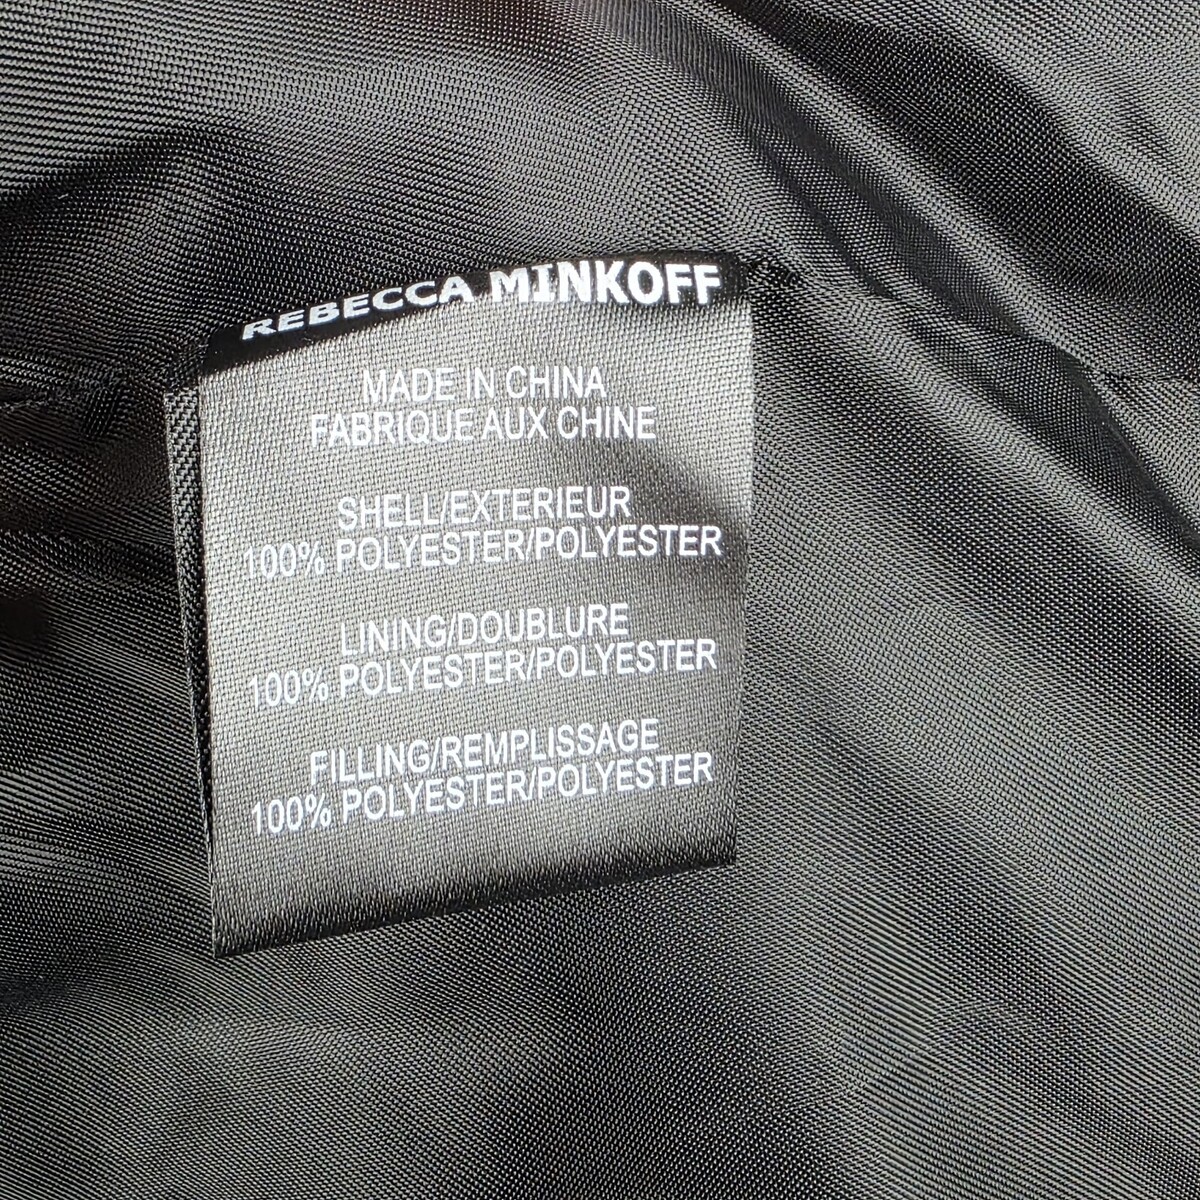 REBECCA MINKOFF
MADE IN CHINA
FABRIQUE AUX CHINE
SHELL/EXTERIEUR
100% POLYESTER/POLYESTER
LINING/DOUBLURE
100% POLYESTER/POLYESTER
FILLING/REMPLISSAGE
100% POLYESTER/POLYESTER